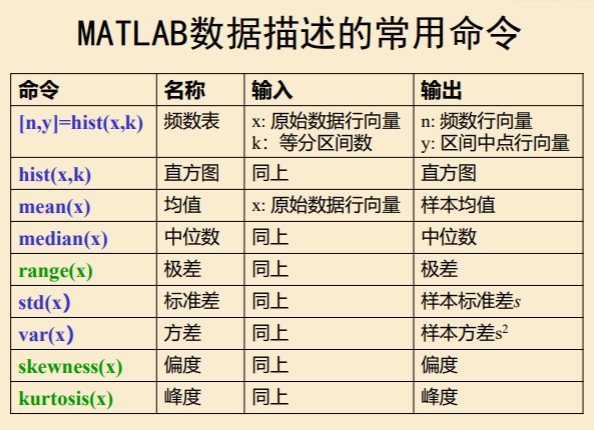 MATLAB数据描述的常用命令
命令 名称 输入 输出
[n,y]=hist(x,k) 频数表 x: 原始数据行向量 n: 频数行向量
k：等分区间数 y: 区间中点行向量
hist(x,k) 直方图 同上 直方图
mean(x) 均值 x: 原始数据行向量 样本均值
median(x) 中位数 同上 中位数
range(x) 极差 同上 极差
std(x） 标准差 同上 样本标准差s
var(x） 方差 同上 样本方差s²
skewness(x) 偏度 同上 偏度
kurtosis(x) 峰度 同上 峰度